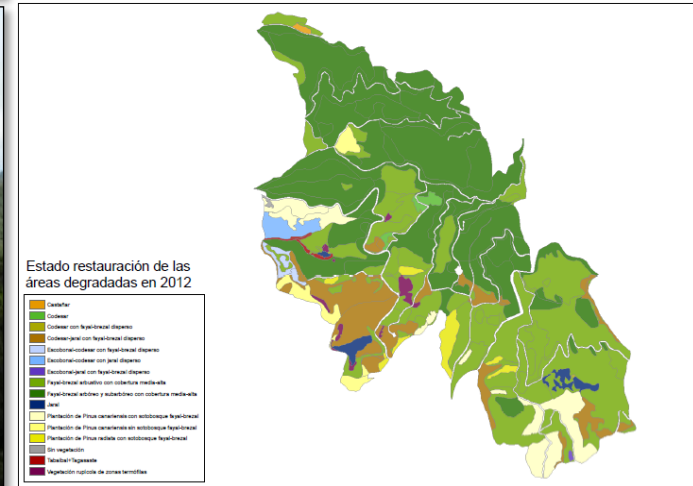 Estado restauración de las
áreas degradadas en 2012
Castañar
Codesar
Codesar con fayal-brezal disperso
Codesar-jaral con fayal-brezal disperso
Escobonal-codesar con fayal-brezal disperso
Escobonal-codesar con jaral disperso
Escobonal-jaral con fayal-brezal disperso
Fayal-brezal arbustivo con cobertura media-alta
Fayal-brezal arbóreo y subarbóreo con cobertura media-alta
Jaral
Plantación de Pinus canariensis con sotobosque fayal-brezal
Plantación de Pinus canariensis sin sotobosque fayal-brezal
Plantación de Pinus radiata con sotobosque fayal-brezal
Sin vegetación
Tabaibal+Tagasaste
Vegetación rupícola de zonas termófilas